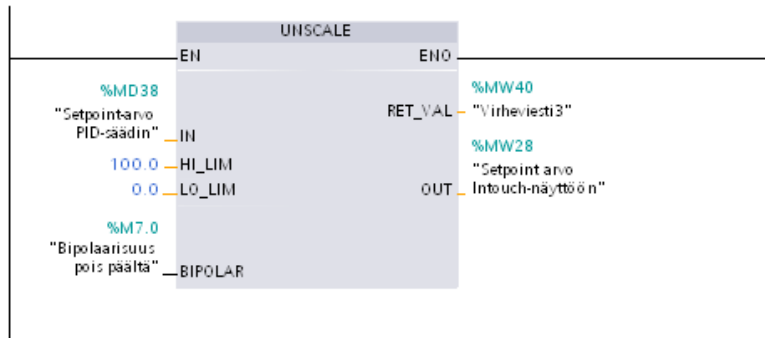 UNSCALE
EN
ENO
%MD38
"Setpoint-arvo
PID-säädin"
IN
100.0
HI_LIM
0.0
LO_LIM
%M7.0
"Bipolaarisuus
pois päältä"
BIPOLAR
%MW40
RET_VAL
"Virheviesti3"
%MW28
"Setpoint arvo
OUT
Intouch-näyttöön"